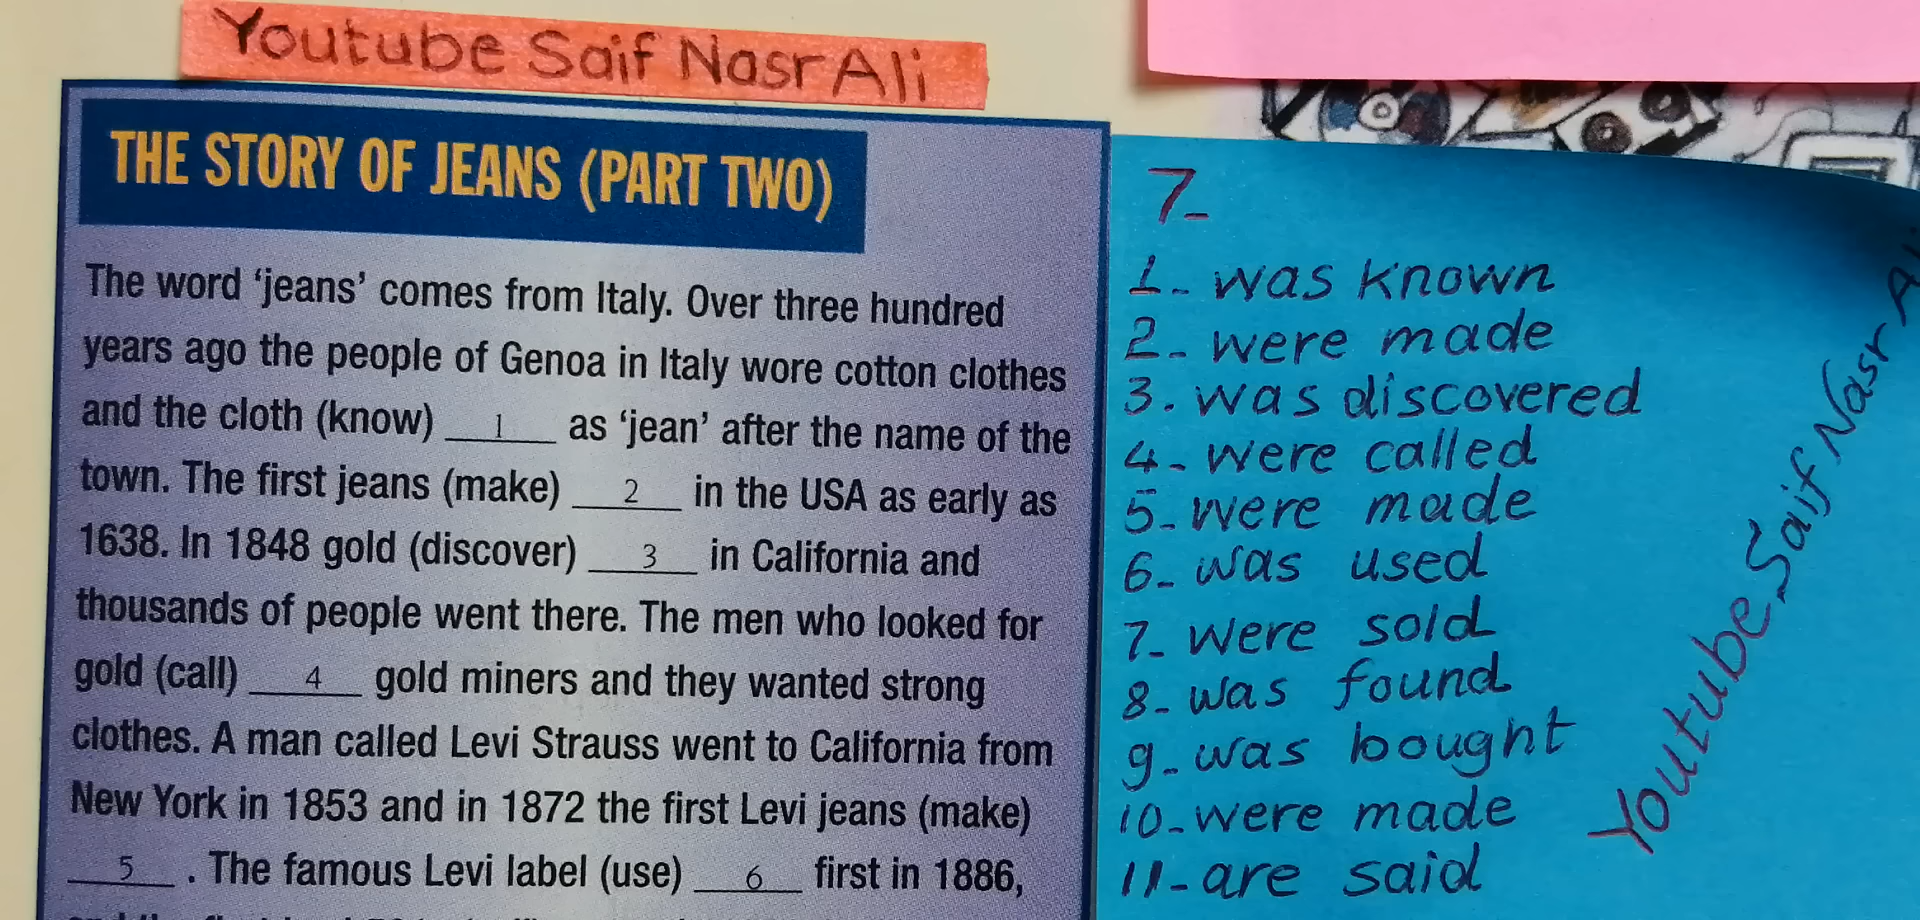 Youtube Saif Nasr Ali
THE STORY OF JEANS (PART TWO)
The word ‘jeans’ comes from Italy. Over three hundred
years ago the people of Genoa in Italy wore cotton clothes
and the cloth (know) 1 as ‘jean’ after the name of the
town. The first jeans (make) 2 in the USA as early as
1638. In 1848 gold (discover) 3 in California and
thousands of people went there. The men who looked for
gold (call) 4 gold miners and they wanted strong
clothes. A man called Levi Strauss went to California from
New York in 1853 and in 1872 the first Levi jeans (make)
5 . The famous Levi label (use) 6 first in 1886,
7-
1- was known
2- were made
3. was discovered
4- were called
5- were made
6- was used
7- were sold
8- was found
9- was bought
10- were made
11- are said
Youtube Saif Nasr Ali